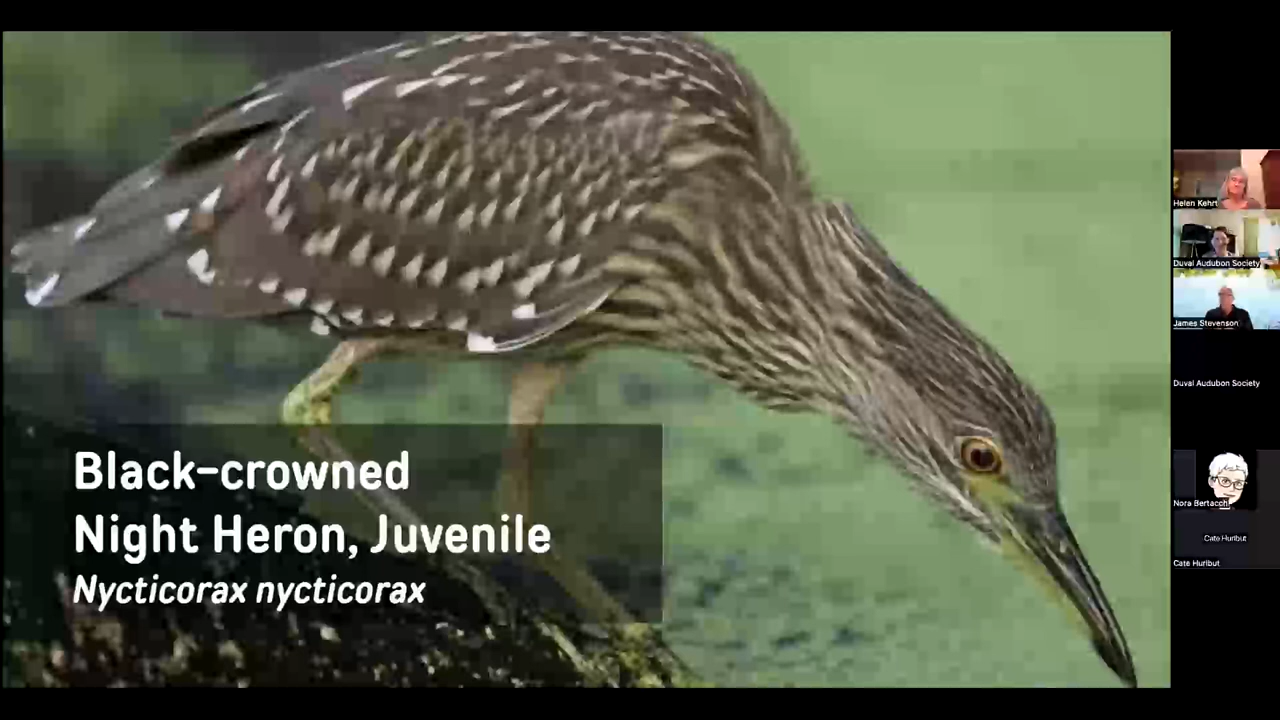 Black-crowned
Night Heron, Juvenile
Nycticorax nycticorax
Helen Kehrt
Duval Audubon Society
James Stevenson
Duval Audubon Society
Nora Bertacchi
Cate Hurlbut
Cate Hurlbut